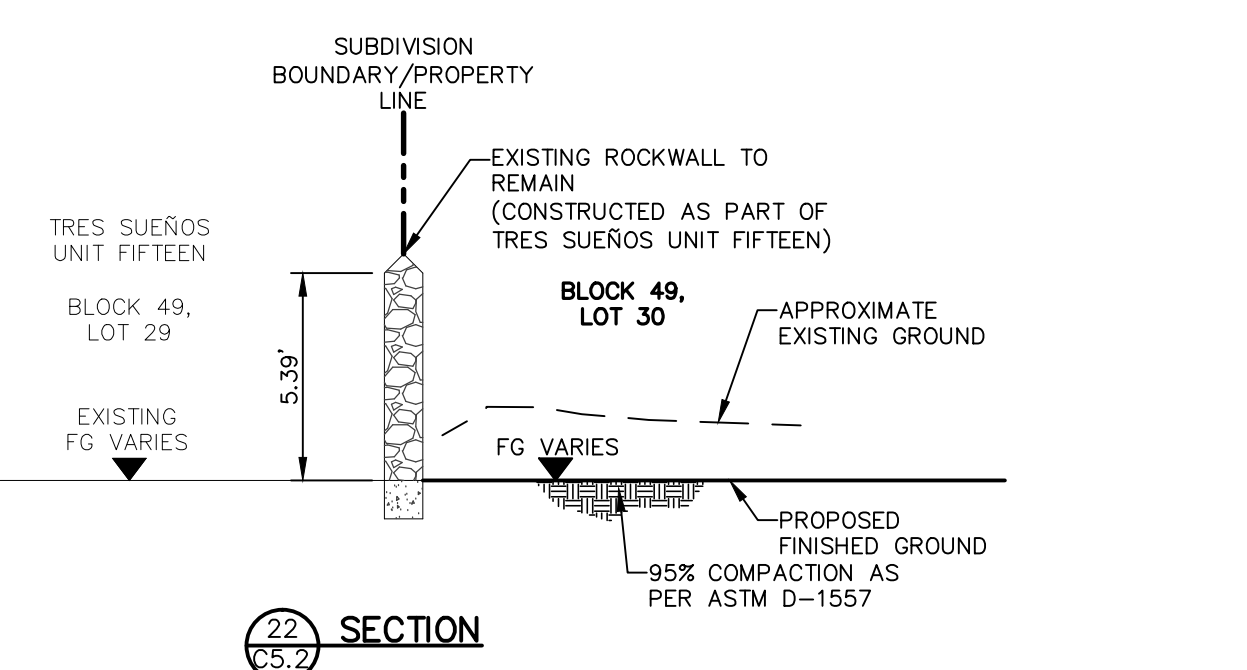 SUBDIVISION
BOUNDARY/PROPERTY
LINE
EXISTING ROCKWALL TO
REMAIN
(CONSTRUCTED AS PART OF
TRES SUEÑOS UNIT FIFTEEN)
TRES SUEÑOS
UNIT FIFTEEN
BLOCK 49,
LOT 29
BLOCK 49,
LOT 30
APPROXIMATE
EXISTING GROUND
5.39'
EXISTING
FG VARIES
FG VARIES
PROPOSED
FINISHED GROUND
95% COMPACTION AS
PER ASTM D-1557
22
C5.2
SECTION